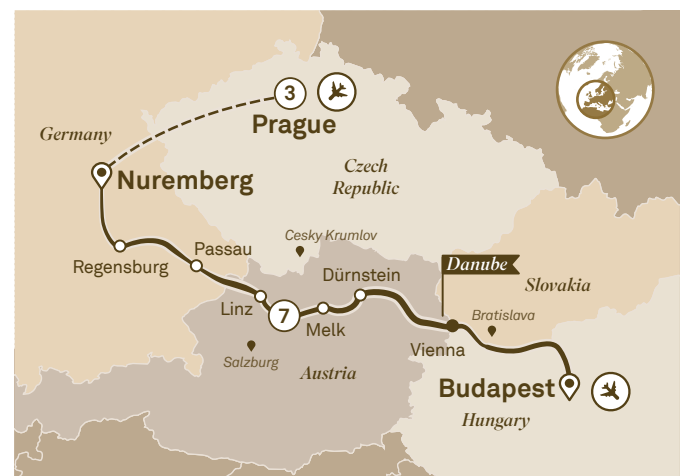 3
Prague
Germany
Nuremberg
Czech
Republic
Cesky Krumlov
Regensburg
Passau
Danube
Dürnstein
Slovakia
Linz
7
Melk
Bratislava
Vienna
Salzburg
Austria
Budapest
Hungary